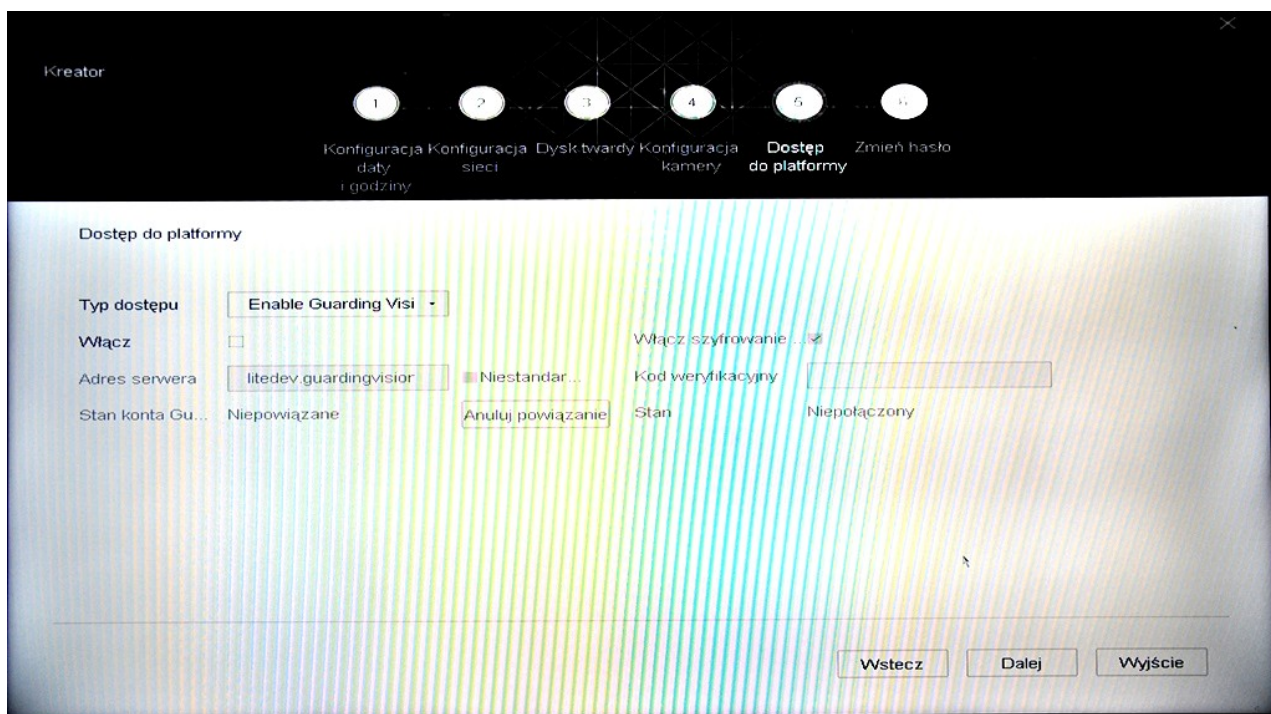 Kreator
1
2
3
4
5
6
Konfiguracja daty i godziny
Konfiguracja sieci
Dysk twardy
Konfiguracja kamery
Dostęp do platformy
Zmień hasło
Dostęp do platformy
Typ dostępu Enable Guarding Visi
Włącz Włącz szyfrowanie ...
Adres serwera litedev.guardingvisior Niestandar... Kod weryfikacyjny
Stan konta Gu... Niepowiązane Anuluj powiązanie Stan Niepołączony
Wstecz Dalej Wyjście